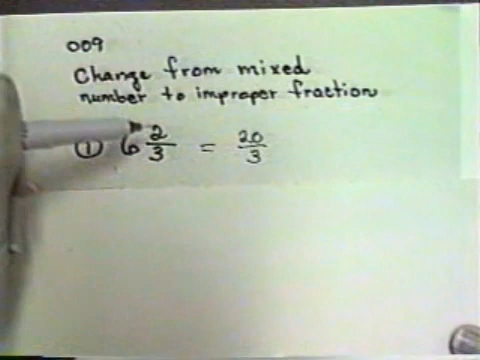 009
Change from mixed
number to improper fraction
① 6 2/3 = 20/3